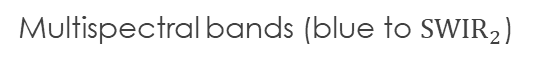 Multispectral bands (blue to SWIR₂)